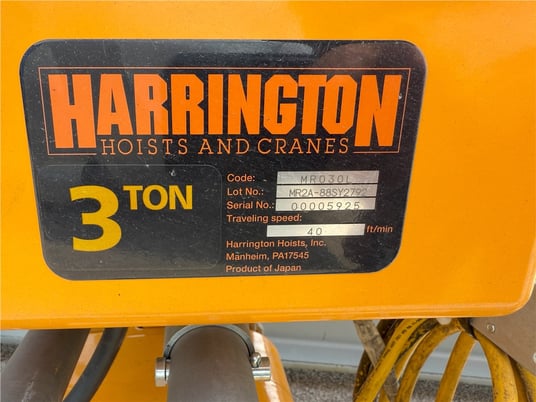 HARRINGTON
HOISTS AND CRANES
3 TON
Code: MR030L
Lot No.: MR2A-88SY2792
Serial No.: 00005925
Traveling speed:
40 ft/min
Harrington Hoists, Inc.
Manheim, PA17545
Product of Japan